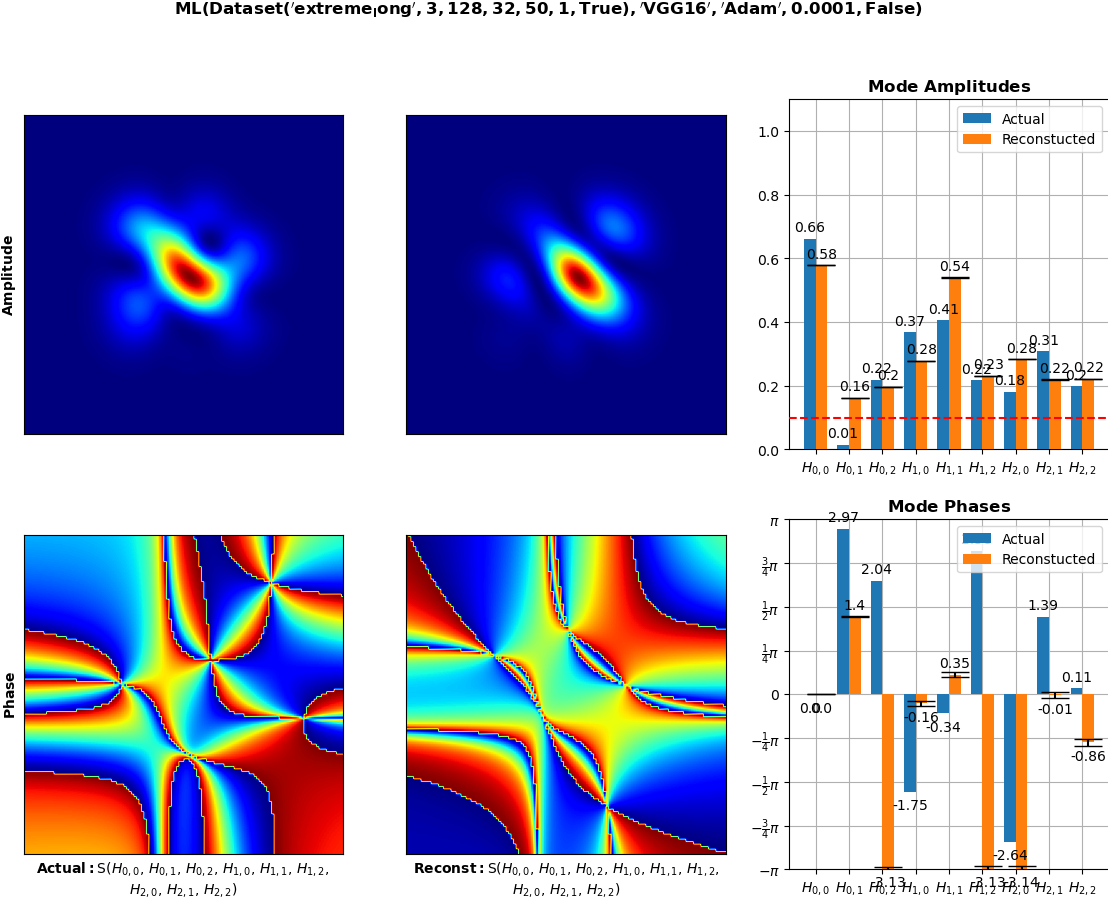 ML(Dataset('extreme_long', 3, 128, 32, 50, 1, True), 'VGG16', 'Adam', 0.0001, False)
Amplitude
Mode Amplitudes
1.0
0.8
0.6
0.4
0.2
0.0
Actual
Reconstucted
0.66
0.58
0.01
0.16
0.22
0.2
0.37
0.28
0.41
0.54
0.22
0.23
0.18
0.28
0.31
0.22
0.2
0.22
H0,0 H0,1 H0,2 H1,0 H1,1 H1,2 H2,0 H2,1 H2,2
Phase
Actual: S(H0,0, H0,1, H0,2, H1,0, H1,1, H1,2,
H2,0, H2,1, H2,2)
Reconst: S(H0,0, H0,1, H0,2, H1,0, H1,1, H1,2,
H2,0, H2,1, H2,2)
Mode Phases
π
3/4π
1/2π
1/4π
0
−1/4π
−1/2π
−3/4π
−π
Actual
Reconstucted
0.0
0.0
2.97
1.4
2.04
-3.13
-1.75
-0.16
-0.34
0.35
-3.13
-2.64
-3.14
1.39
-0.01
0.11
-0.86
H0,0 H0,1 H0,2 H1,0 H1,1 H1,2 H2,0 H2,1 H2,2